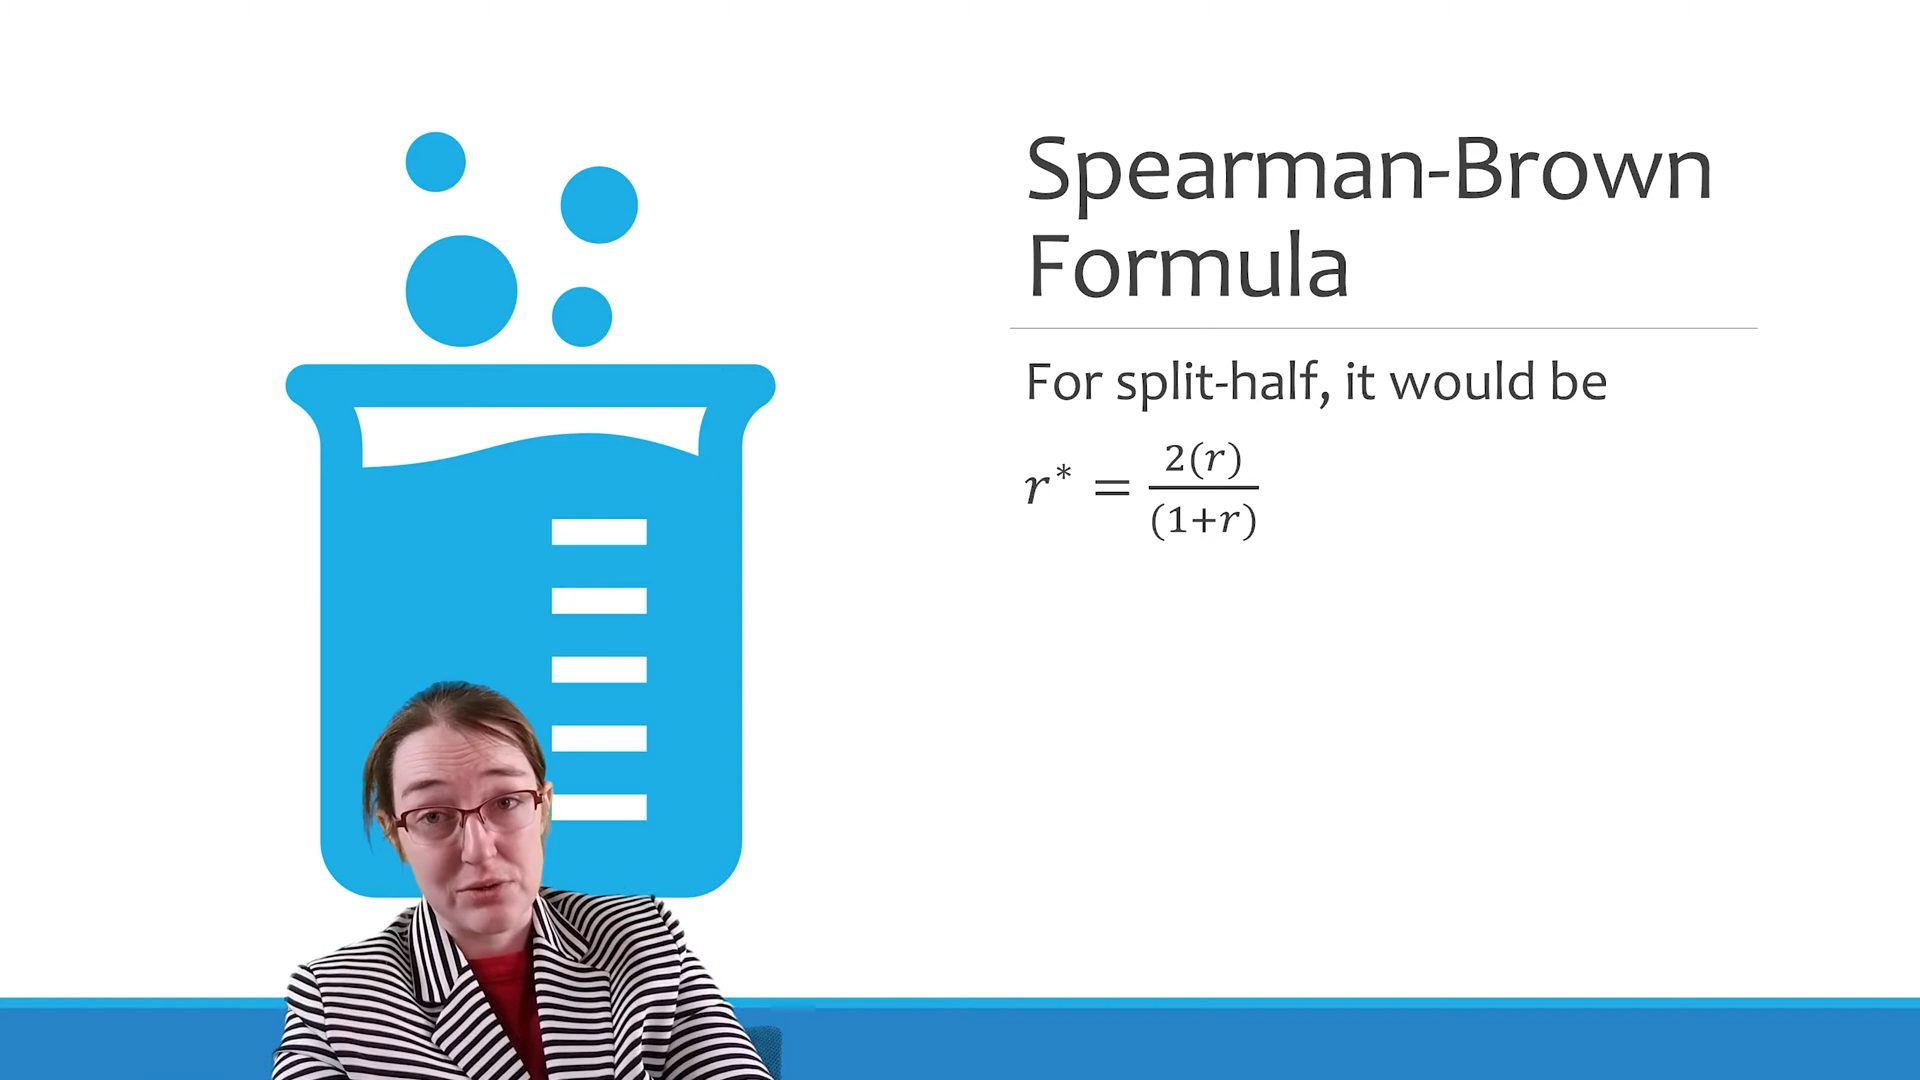 Spearman-Brown
Formula
For split-half, it would be
𝑟* = 2(𝑟)/(1+𝑟)